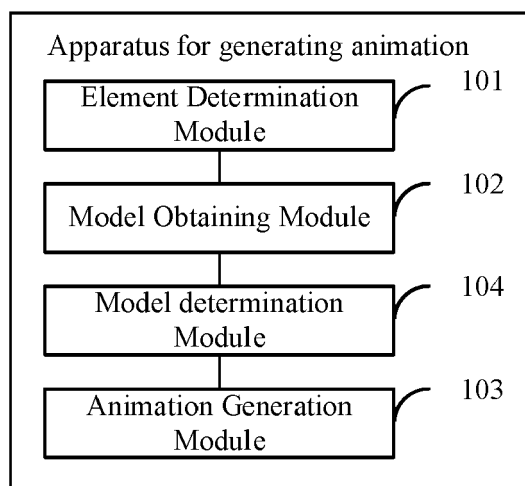 Apparatus for generating animation
101
Element Determination
Module
102
Model Obtaining Module
104
Model determination
Module
103
Animation Generation
Module